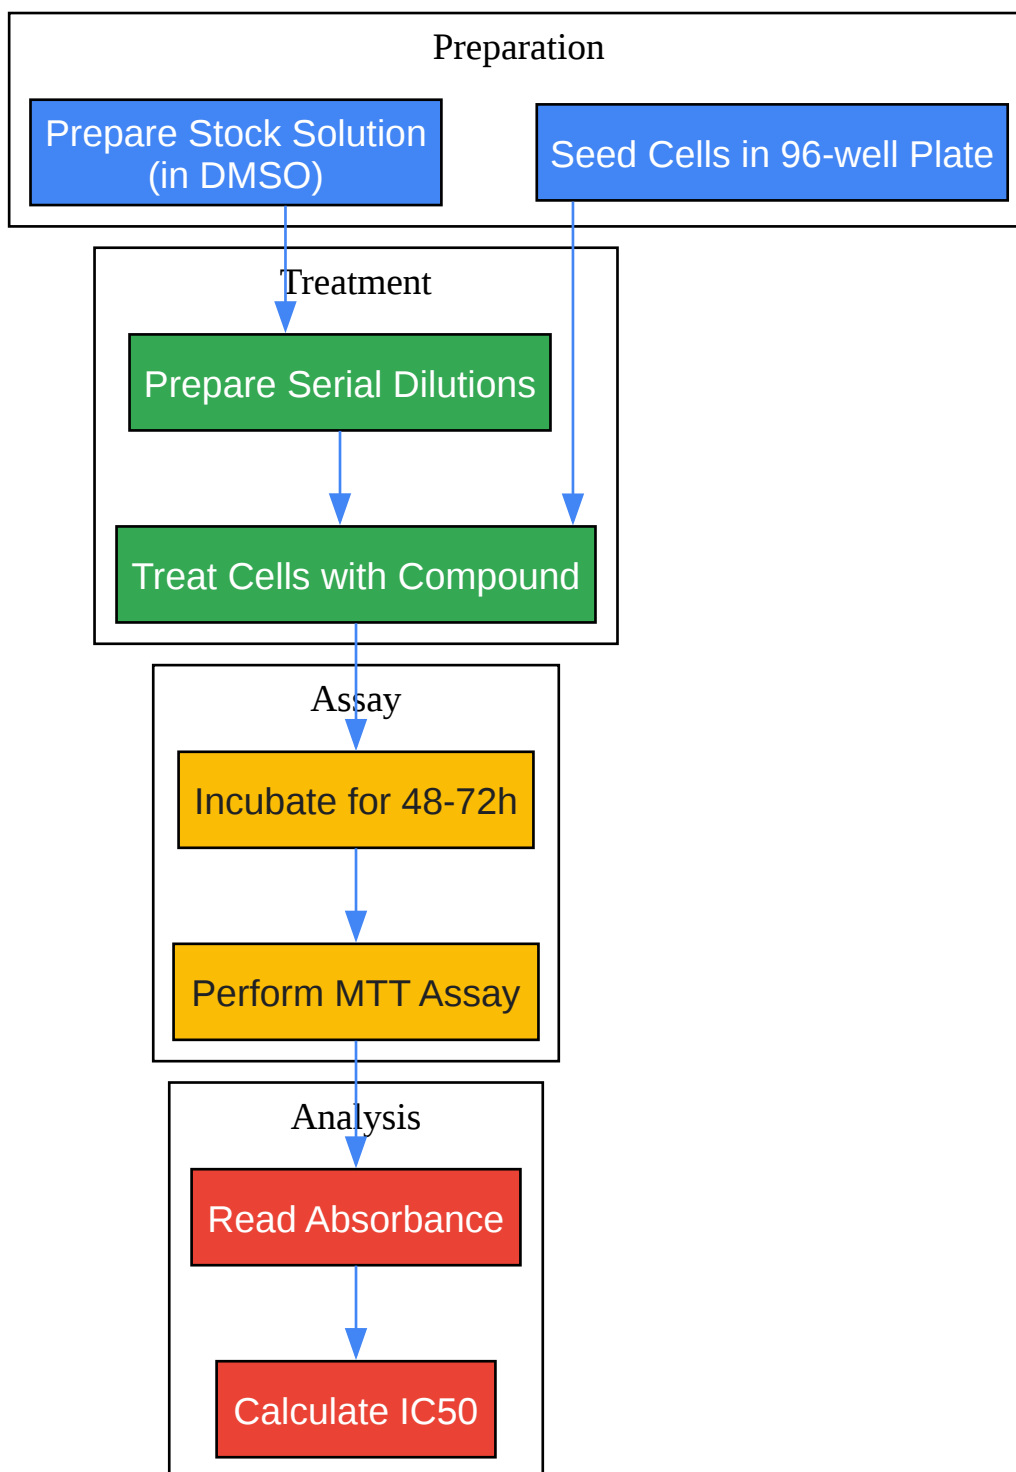 Preparation
Prepare Stock Solution
(in DMSO)
Seed Cells in 96-well Plate
Treatment
Prepare Serial Dilutions
Treat Cells with Compound
Assay
Incubate for 48-72h
Perform MTT Assay
Analysis
Read Absorbance
Calculate IC50